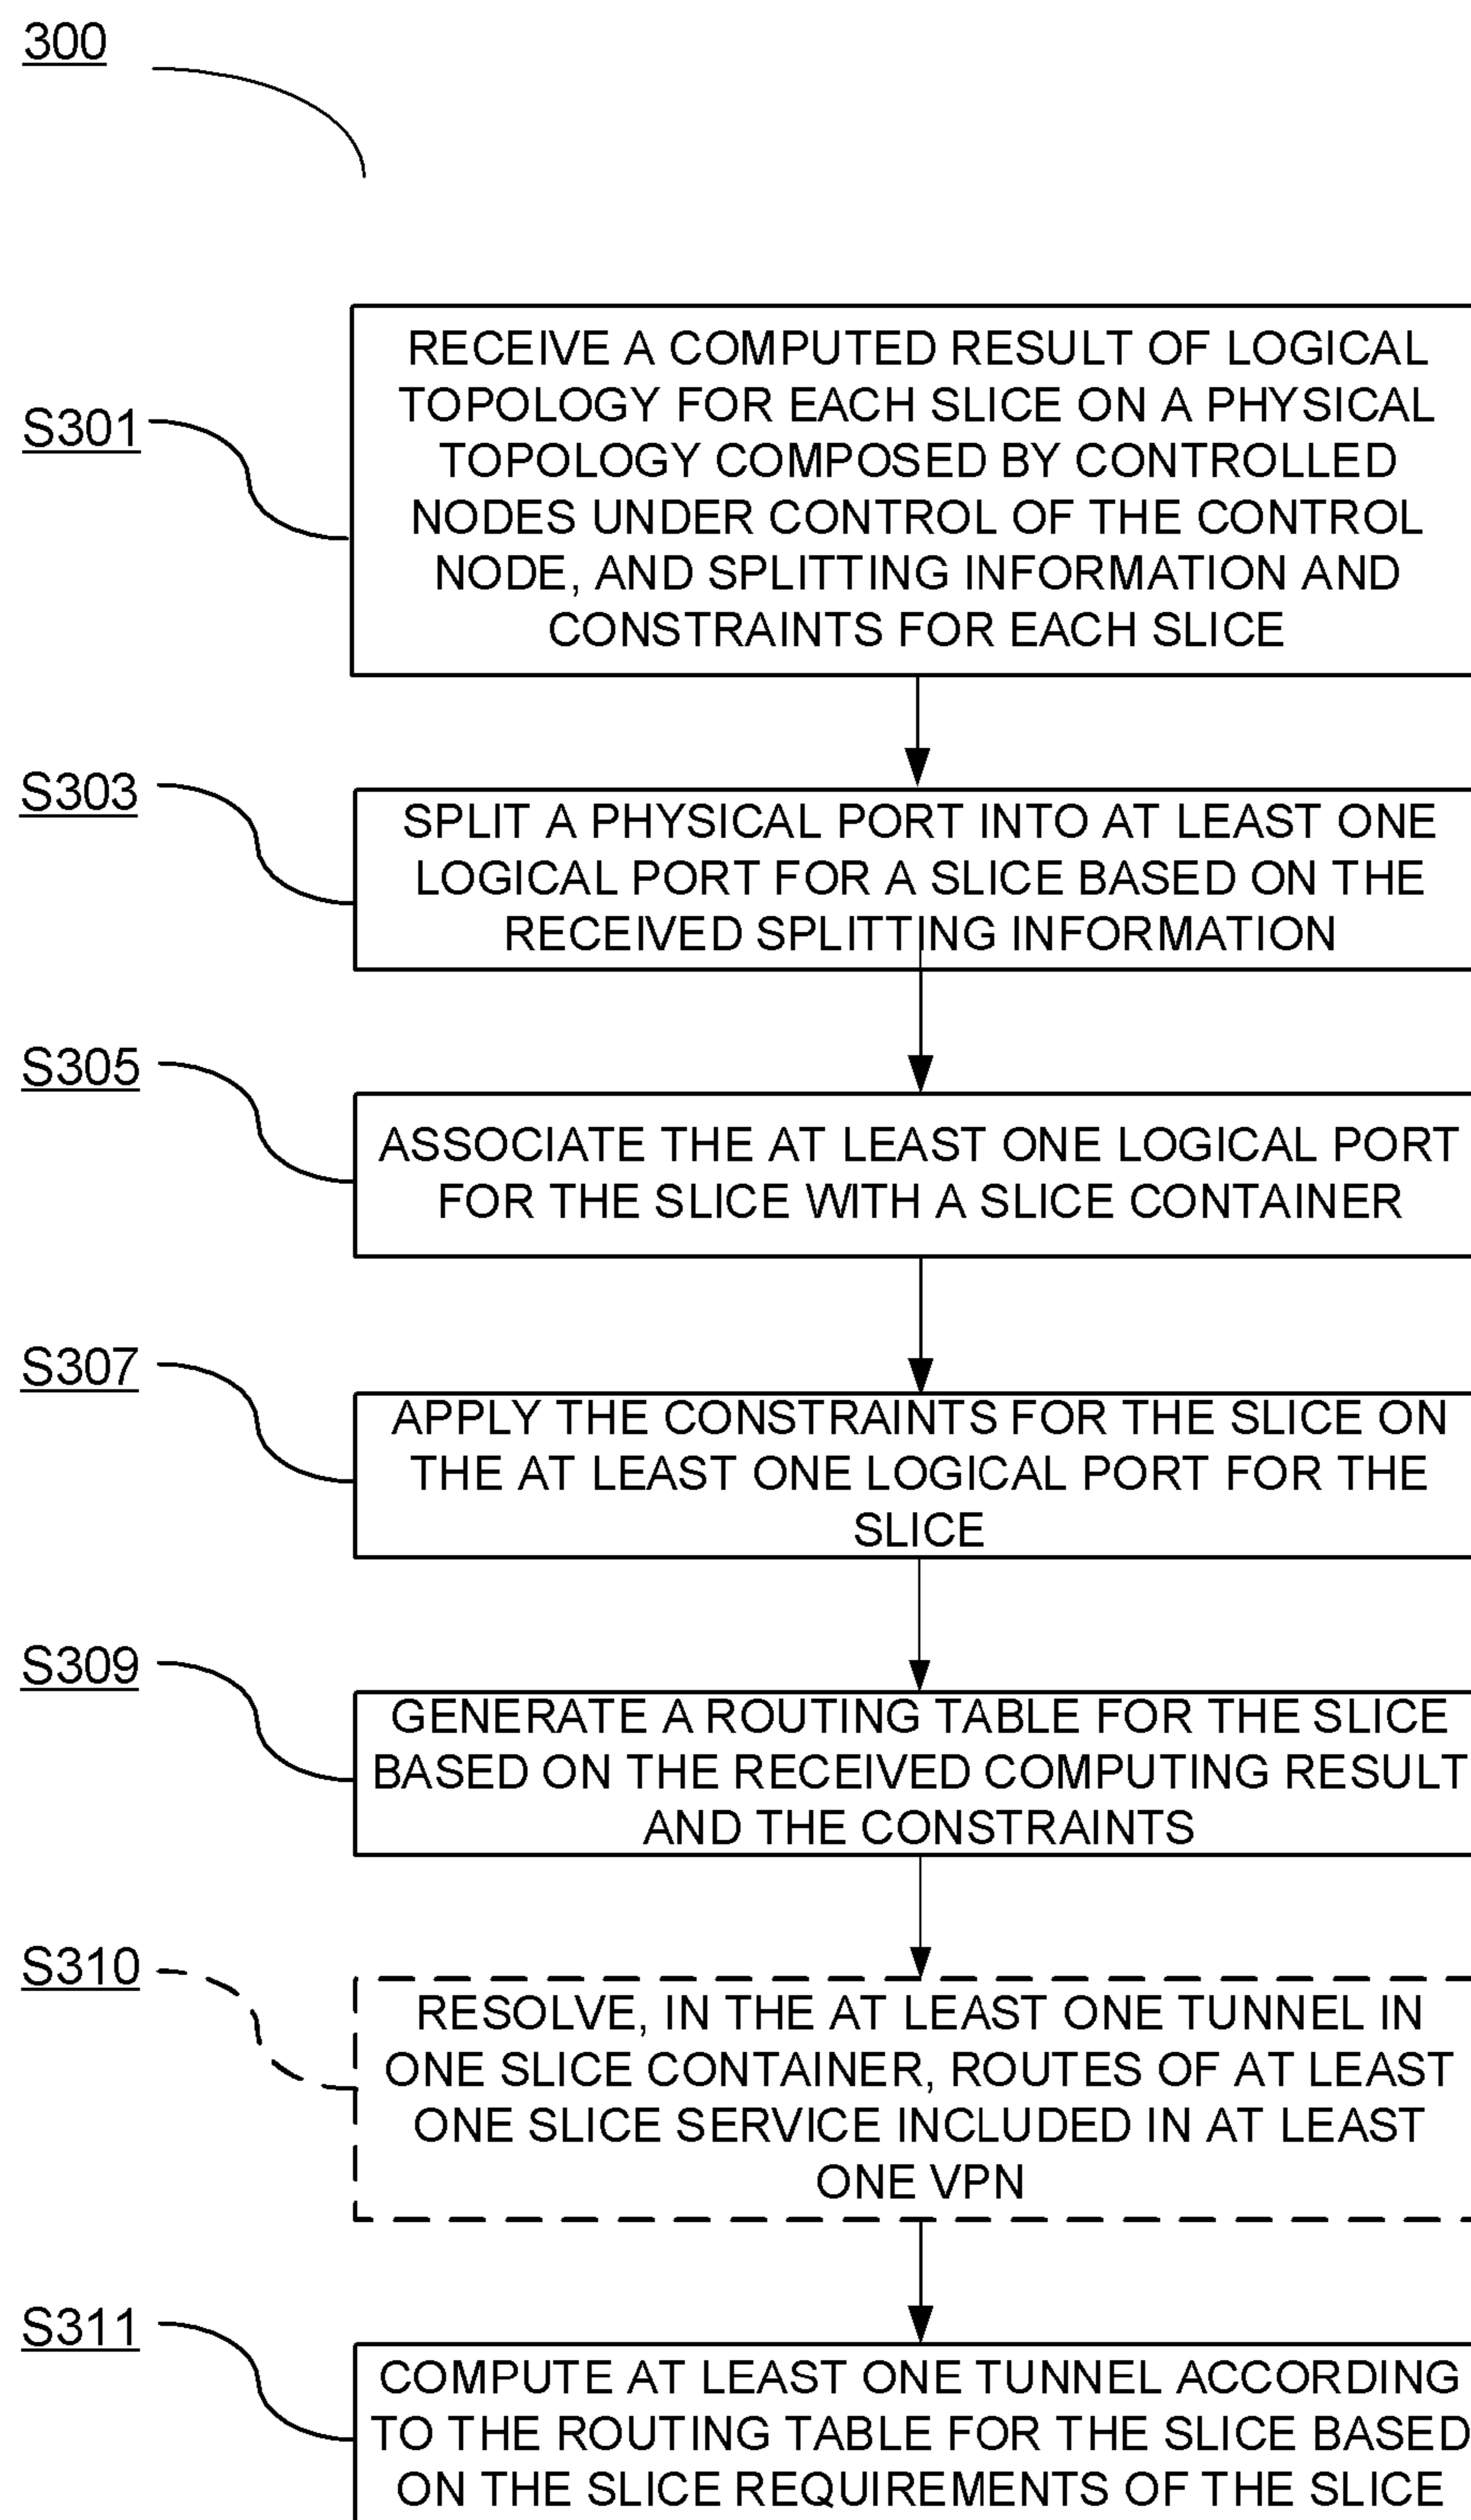 300
S301
RECEIVE A COMPUTED RESULT OF LOGICAL
TOPOLOGY FOR EACH SLICE ON A PHYSICAL
TOPOLOGY COMPOSED BY CONTROLLED
NODES UNDER CONTROL OF THE CONTROL
NODE, AND SPLITTING INFORMATION AND
CONSTRAINTS FOR EACH SLICE
S303
SPLIT A PHYSICAL PORT INTO AT LEAST ONE
LOGICAL PORT FOR A SLICE BASED ON THE
RECEIVED SPLITTING INFORMATION
S305
ASSOCIATE THE AT LEAST ONE LOGICAL PORT
FOR THE SLICE WITH A SLICE CONTAINER
S307
APPLY THE CONSTRAINTS FOR THE SLICE ON
THE AT LEAST ONE LOGICAL PORT FOR THE
SLICE
S309
GENERATE A ROUTING TABLE FOR THE SLICE
BASED ON THE RECEIVED COMPUTING RESULT
AND THE CONSTRAINTS
S310
RESOLVE, IN THE AT LEAST ONE TUNNEL IN
ONE SLICE CONTAINER, ROUTES OF AT LEAST
ONE SLICE SERVICE INCLUDED IN AT LEAST
ONE VPN
S311
COMPUTE AT LEAST ONE TUNNEL ACCORDING
TO THE ROUTING TABLE FOR THE SLICE BASED
ON THE SLICE REQUIREMENTS OF THE SLICE